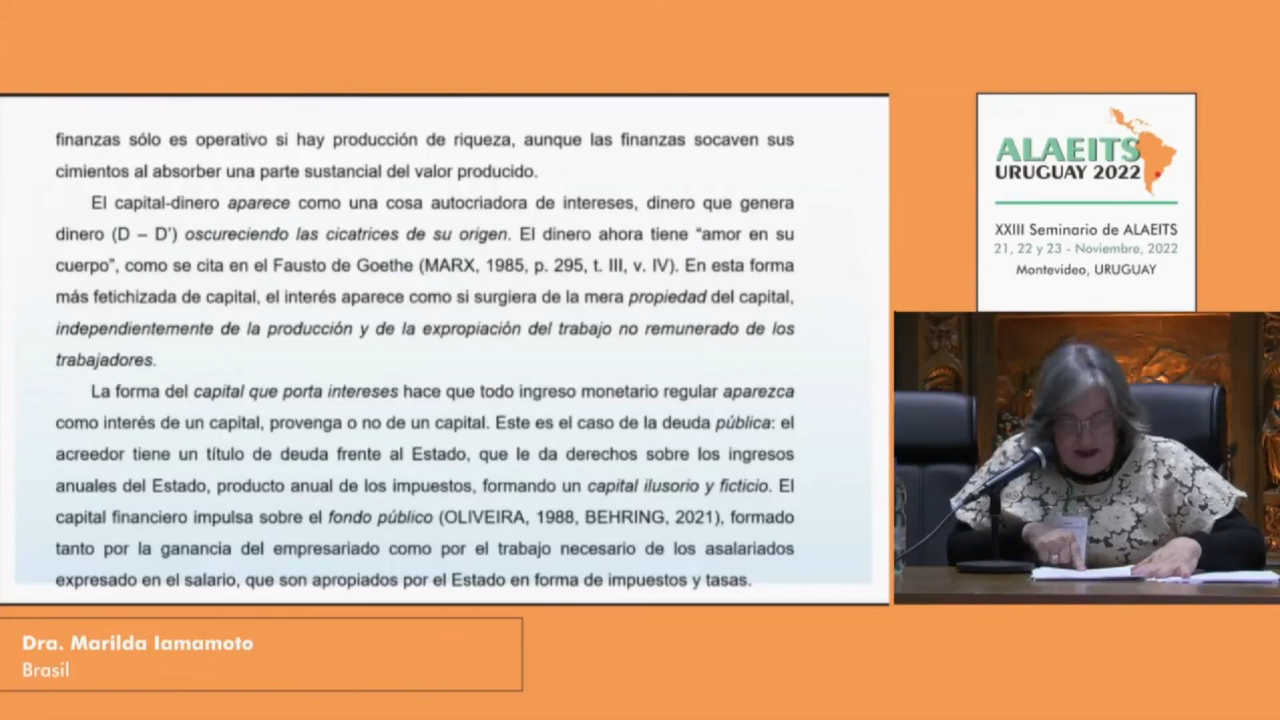 finanzas sólo es operativo si hay producción de riqueza, aunque las finanzas socaven sus
cimientos al absorber una parte sustancial del valor producido.
El capital-dinero aparece como una cosa autocriadora de intereses, dinero que genera
dinero (D – D’) oscureciendo las cicatrices de su origen. El dinero ahora tiene “amor en su
cuerpo”, como se cita en el Fausto de Goethe (MARX, 1985, p. 295, t. III, v. IV). En esta forma
más fetichizada de capital, el interés aparece como si surgiera de la mera propiedad del capital,
independientemente de la producción y de la expropiación del trabajo no remunerado de los
trabajadores.
La forma del capital que porta intereses hace que todo ingreso monetario regular aparezca
como interés de un capital, provenga o no de un capital. Este es el caso de la deuda pública: el
acreedor tiene un título de deuda frente al Estado, que le da derechos sobre los ingresos
anuales del Estado, producto anual de los impuestos, formando un capital ilusorio y ficticio. El
capital financiero impulsa sobre el fondo público (OLIVEIRA, 1988, BEHRING, 2021), formado
tanto por la ganancia del empresariado como por el trabajo necesario de los asalariados
expresado en el salario, que son apropiados por el Estado en forma de impuestos y tasas.
ALAEITS
URUGUAY 2022
XXIII Seminario de ALAEITS
21, 22 y 23 - Noviembre, 2022
Montevideo, URUGUAY
Dra. Marilda Iamamoto
Brasil